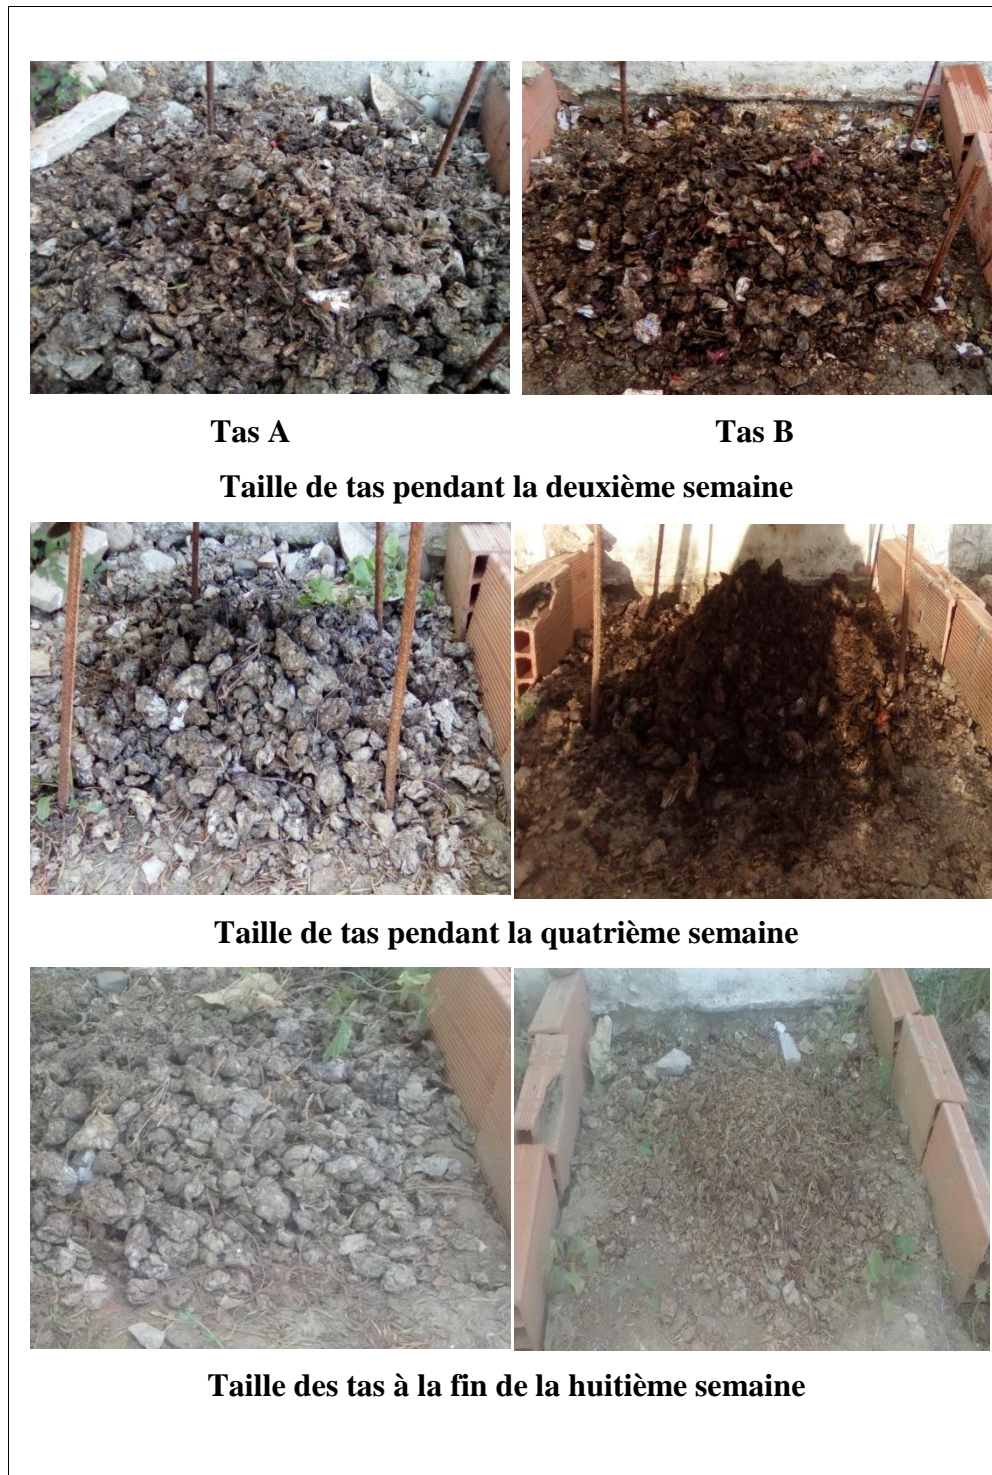 Tas A
Tas B
Taille de tas pendant la deuxième semaine
Taille de tas pendant la quatrième semaine
Taille des tas à la fin de la huitième semaine